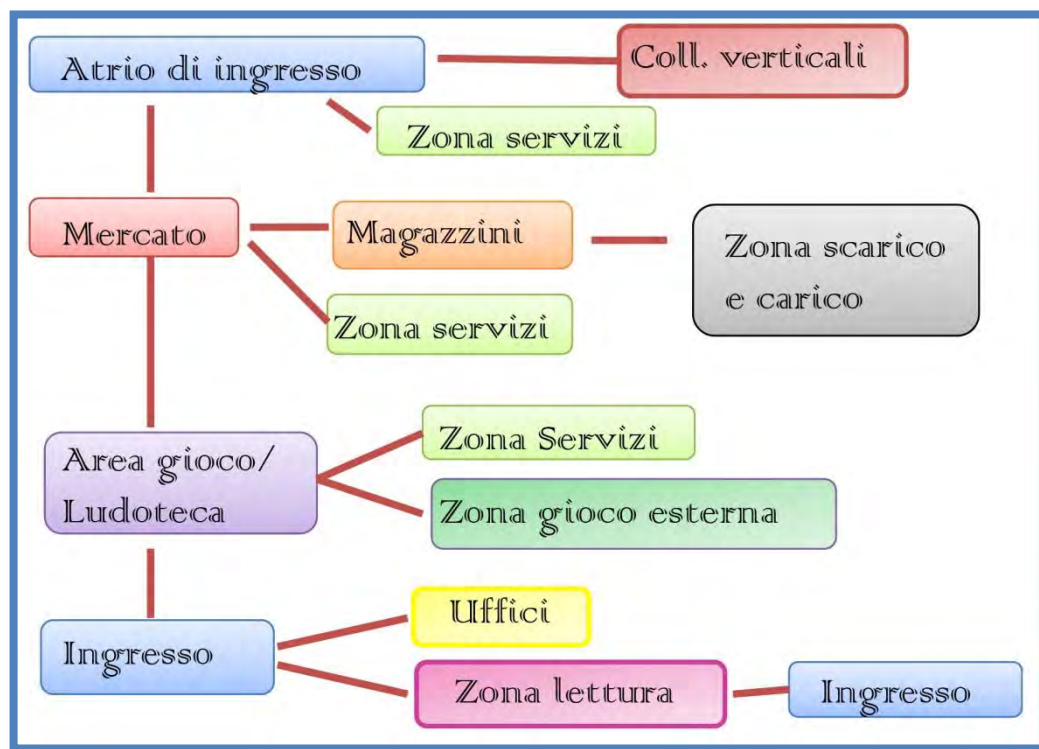 Atrio di ingresso
Coll. verticali
Zona servizi
Mercato
Magazzini
Zona scarico
e carico
Zona servizi
Area gioco/
Ludoteca
Zona Servizi
Zona gioco esterna
Ingresso
Uffici
Zona lettura
Ingresso